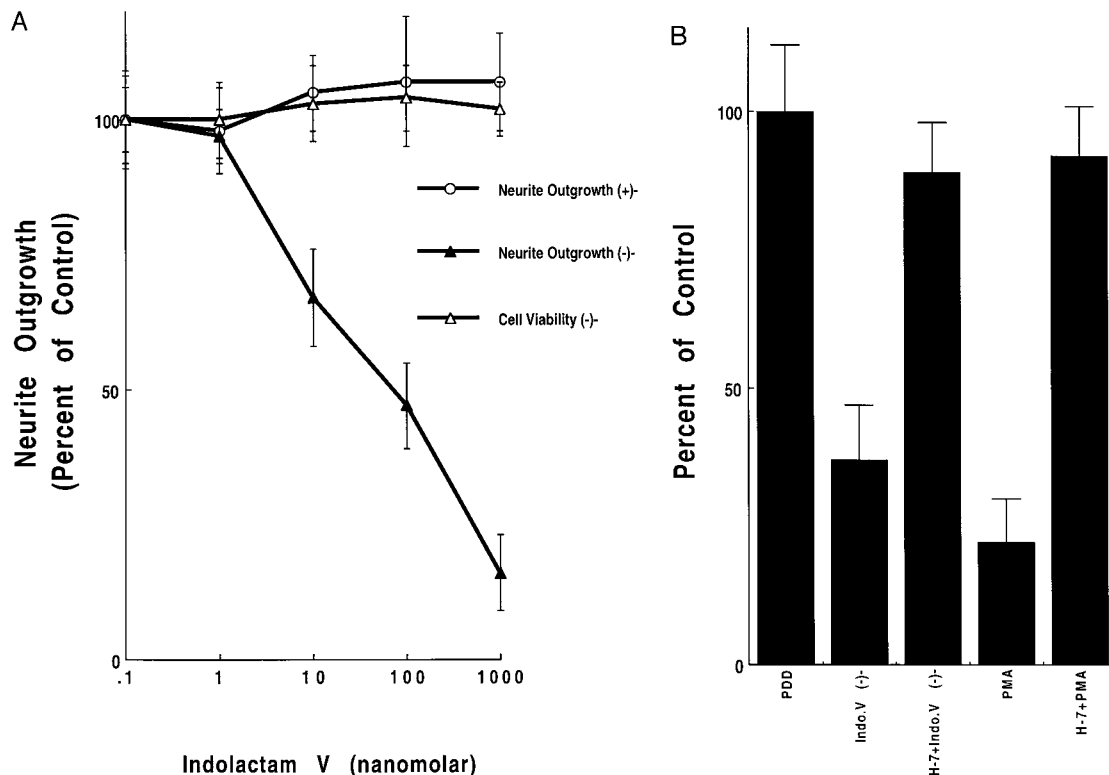 A
Neurite Outgrowth
(Percent of Control)
100
50
0
.1 1 10 100 1000
Indolactam V (nanomolar)
Neurite Outgrowth (+)-
Neurite Outgrowth (-)-
Cell Viability (-)-
B
Percent of Control
100
50
0
PDD
Indo.V (-)-
H-7+Indo.V (-)-
PMA
H-7+PMA